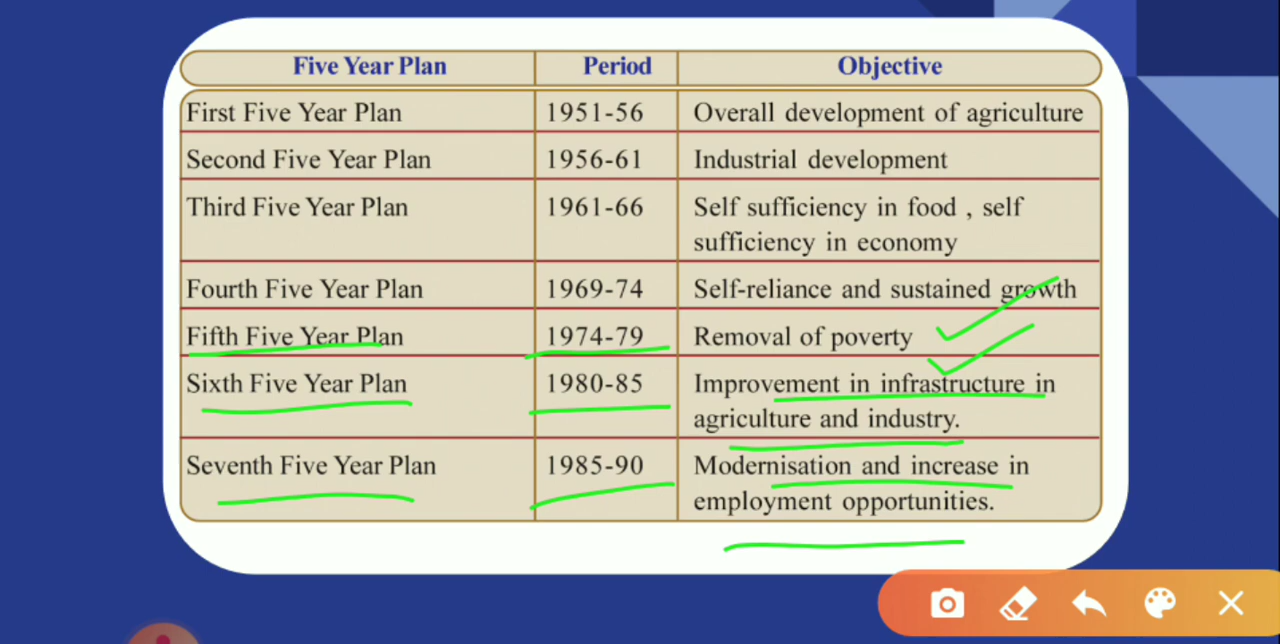 Five Year Plan Period Objective
First Five Year Plan 1951-56 Overall development of agriculture
Second Five Year Plan 1956-61 Industrial development
Third Five Year Plan 1961-66 Self sufficiency in food , self
sufficiency in economy
Fourth Five Year Plan 1969-74 Self-reliance and sustained growth
Fifth Five Year Plan 1974-79 Removal of poverty
Sixth Five Year Plan 1980-85 Improvement in infrastructure in
agriculture and industry.
Seventh Five Year Plan 1985-90 Modernisation and increase in
employment opportunities.